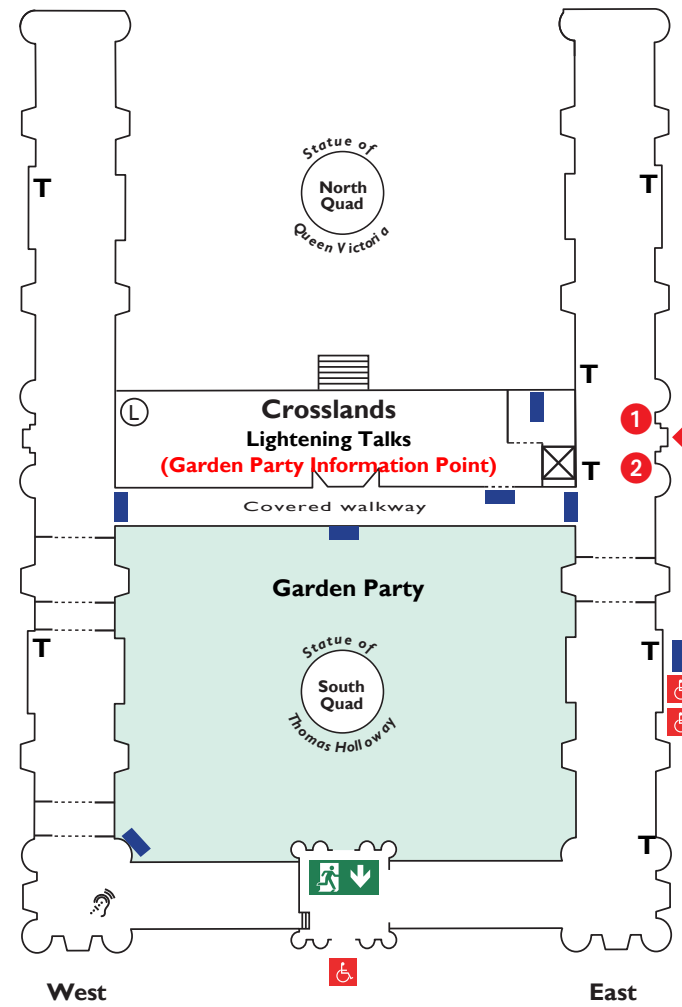 Statue of
T
North
T
Quad
Queen Victoria
T
1
L
Crosslands
Lightening Talks
(Garden Party Information Point)
2
T
Covered walkway
Garden Party
Statue of
T
T
South
Quad
Thomas Holloway
T
West
East